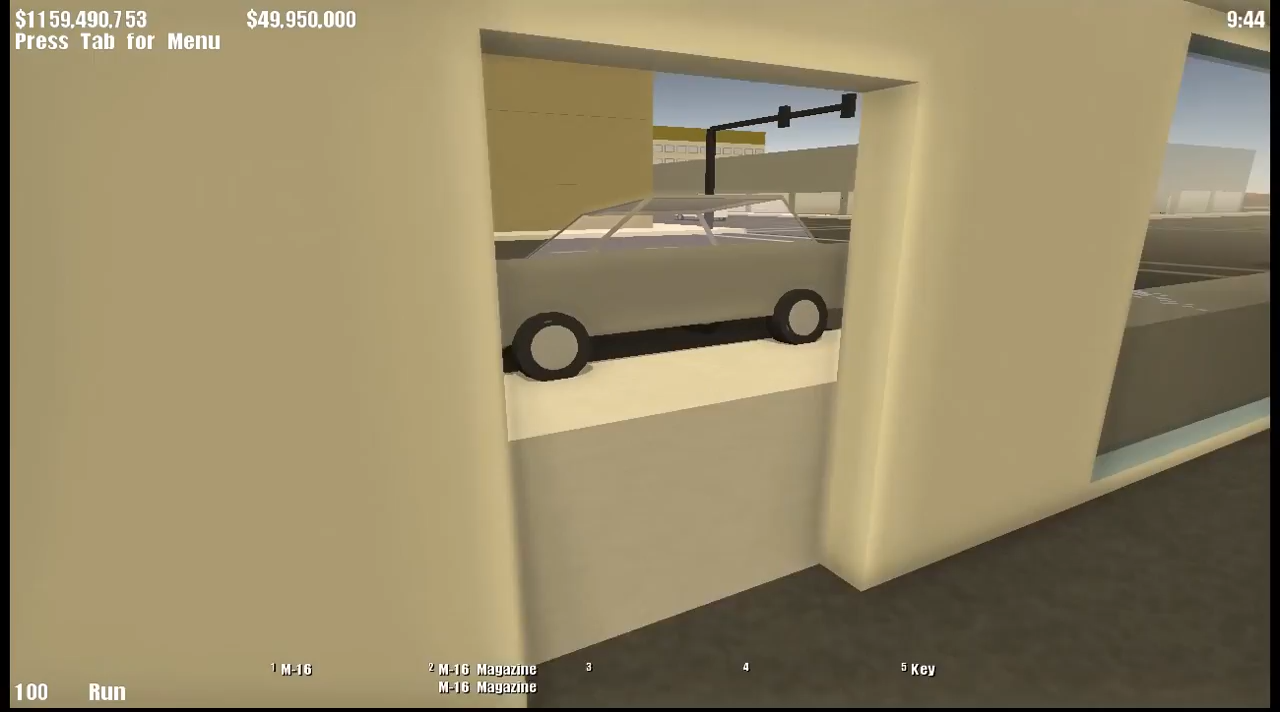 $1159,490,753 $49,950,000 9:44
Press Tab for Menu
1 M-16 2 M-16 Magazine 3 4 5 Key
M-16 Magazine
100 Run